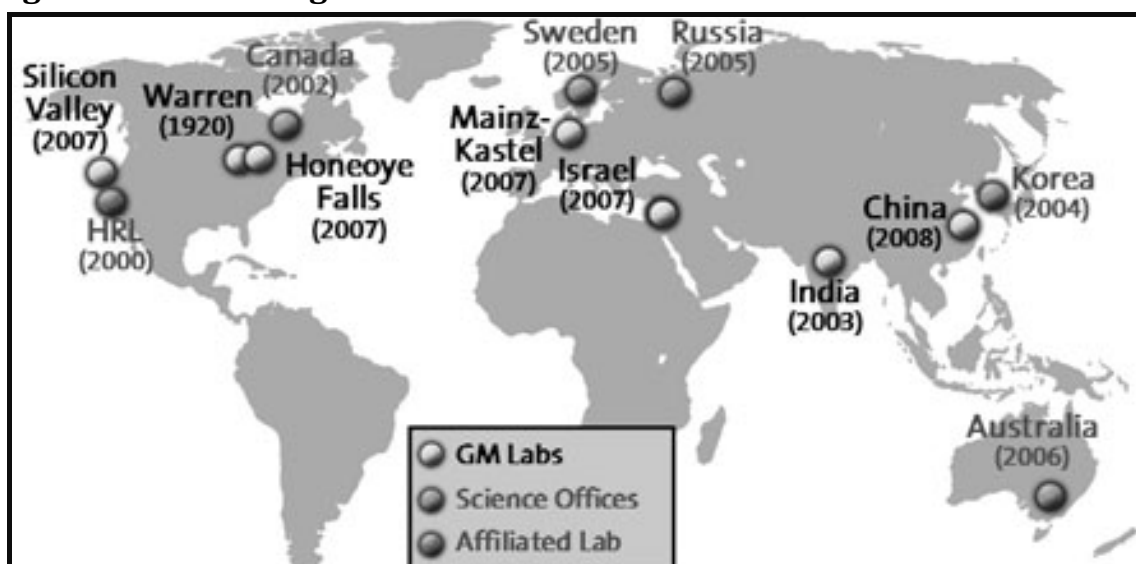 Sweden
(2005)
Russia
(2005)
Canada
(2002)
Silicon
Valley
(2007)
Warren
(1920)
Mainz-
Kastel
(2007)
Israel
(2007)
Honeoye
Falls
(2007)
HRL
(2000)
China
(2008)
Korea
(2004)
India
(2003)
Australia
(2006)
GM Labs
Science Offices
Affiliated Lab